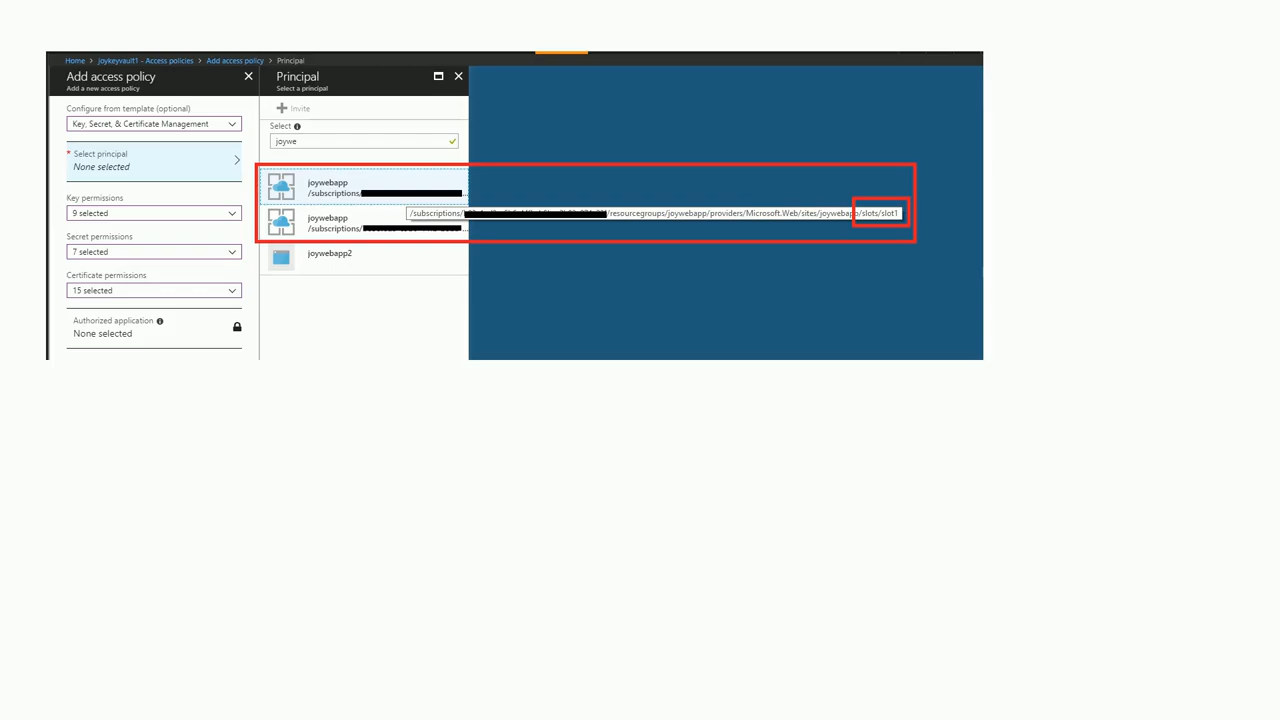 Home > joykeyvault1 - Access policies > Add access policy > Principal
Add access policy
Add a new access policy
Configure from template (optional)
Key, Secret, & Certificate Management
* Select principal
None selected
Key permissions
9 selected
Secret permissions
7 selected
Certificate permissions
15 selected
Authorized application
None selected
Principal
Select a principal
Invite
Select
joywe
joywebapp
/subscriptions/ ...
/subscriptions/ /resourcegroups/joywebapp/providers/Microsoft.Web/sites/joywebapp/slots/slot1
joywebapp
/subscriptions/ ...
joywebapp2